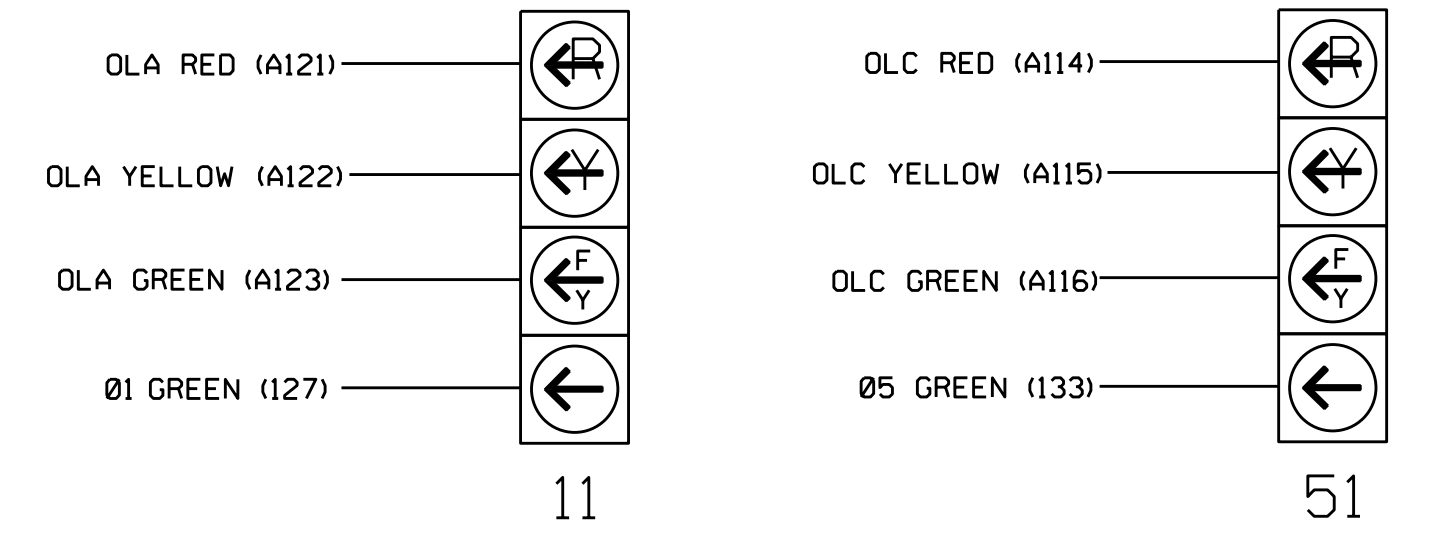 OLA RED (A121)
R
OLA YELLOW (A122)
Y
OLA GREEN (A123)
F
Y
Ø1 GREEN (127)
11
OLC RED (A114)
R
OLC YELLOW (A115)
Y
OLC GREEN (A116)
F
Y
Ø5 GREEN (133)
51